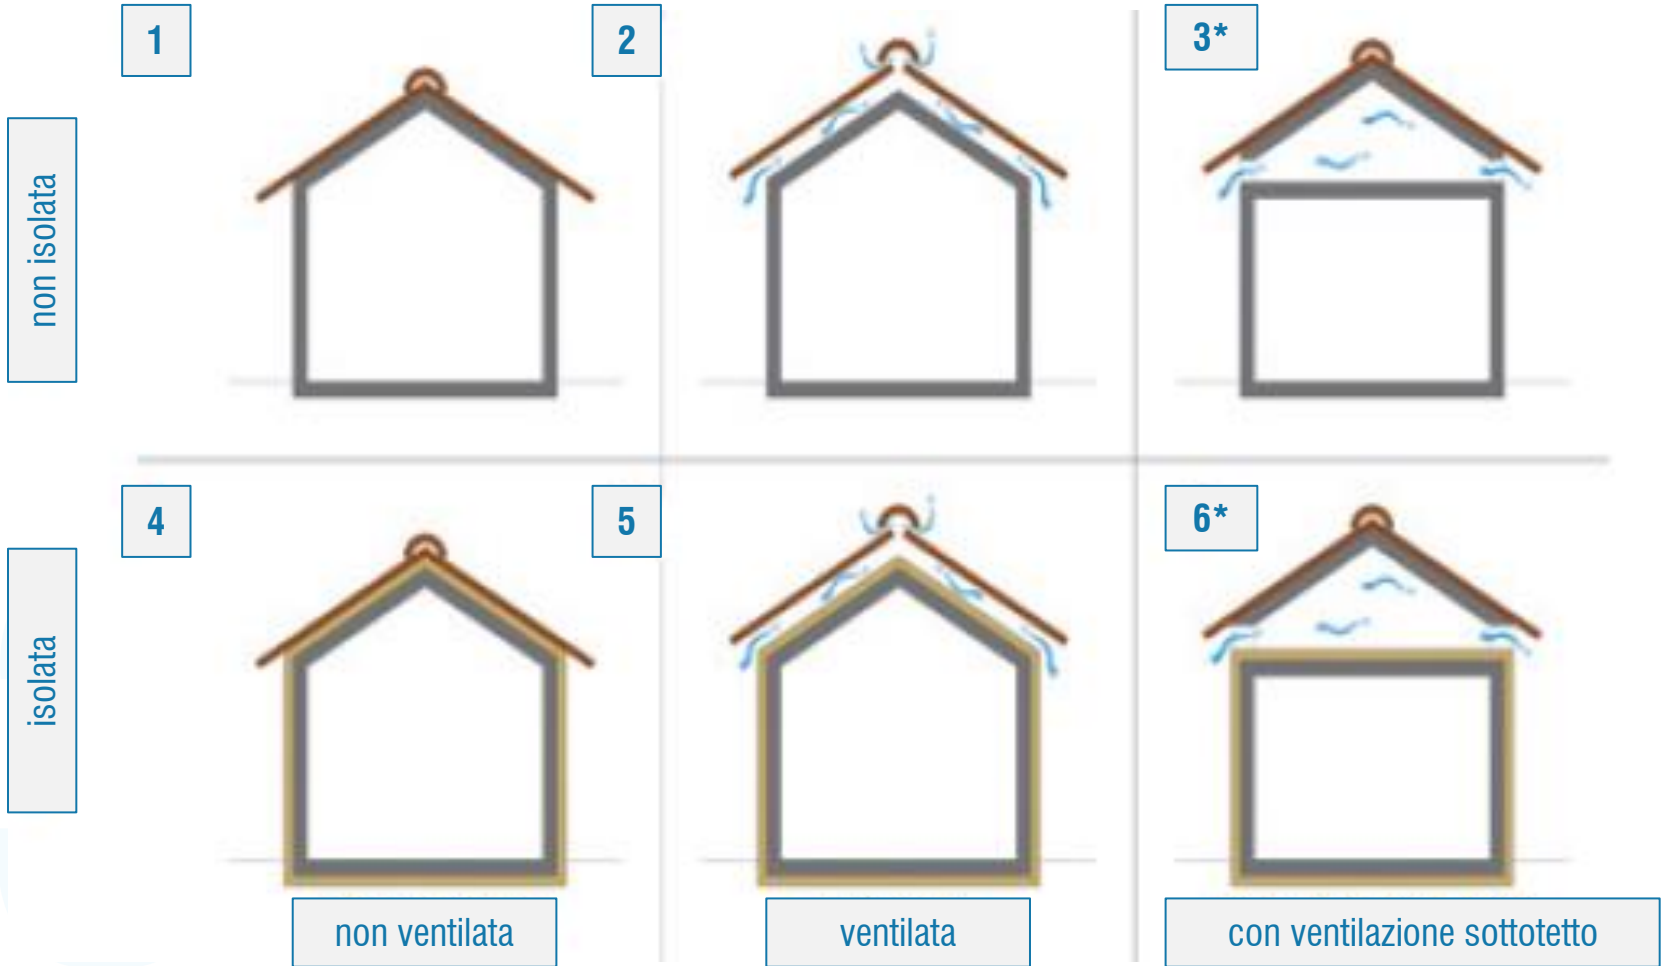 1
2
3*
non isolata
4
5
6*
isolata
non ventilata
ventilata
con ventilazione sottotetto